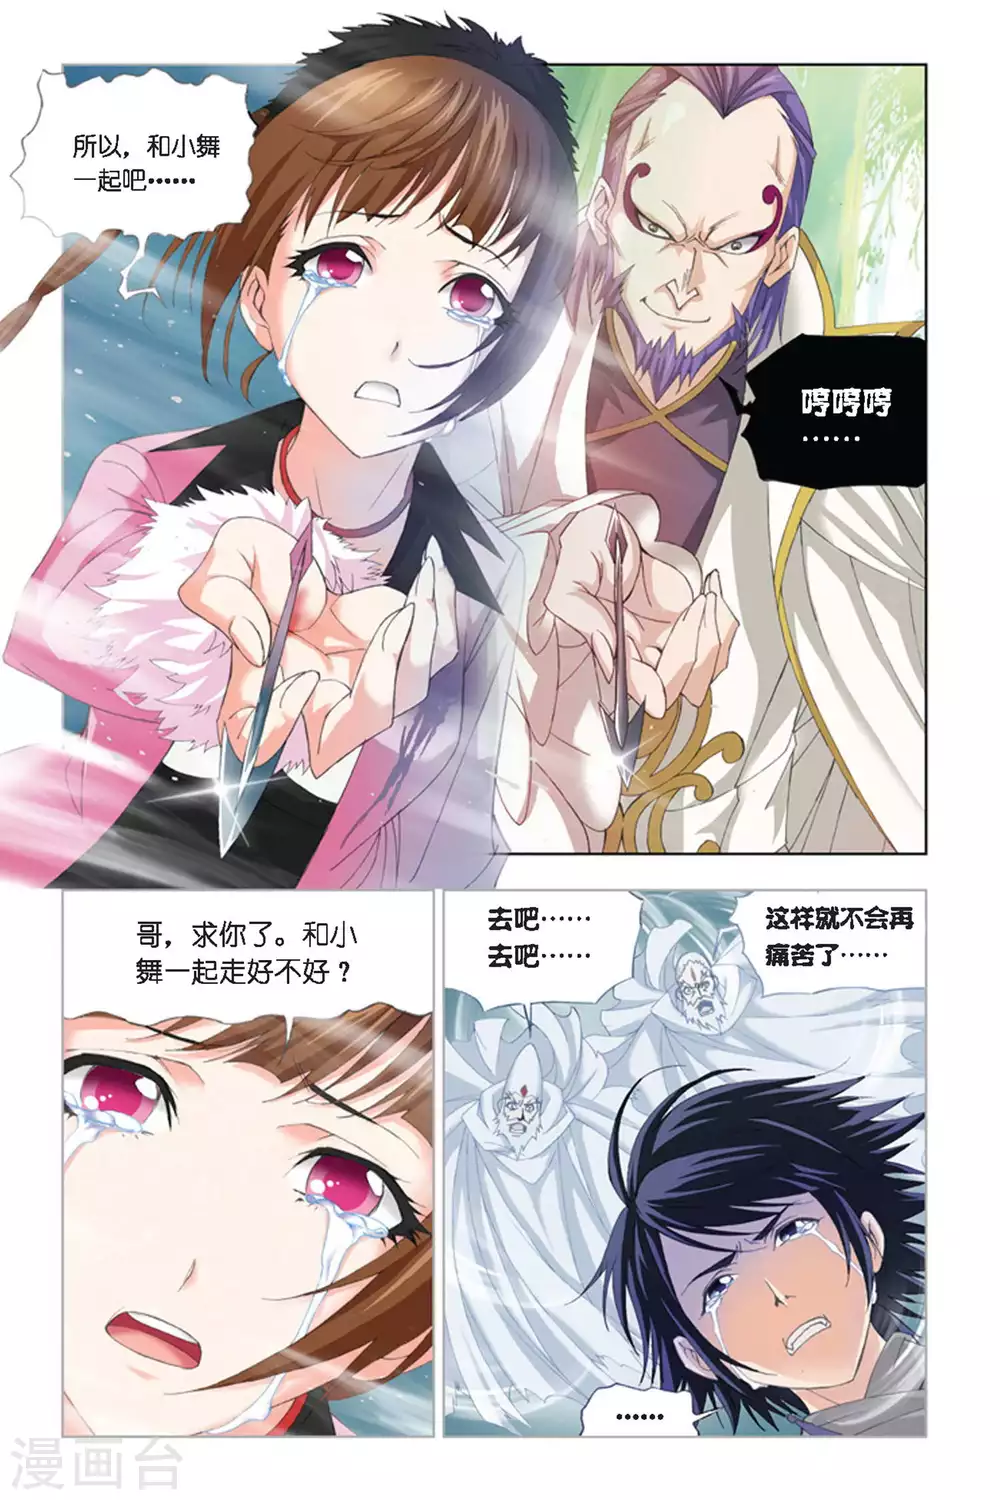 所以，和小舞
一起吧……
哼哼哼
……
哥，求你了。和小
舞一起走好不好？
去吧……
去吧……
这样就不会再
痛苦了……
……
漫画台